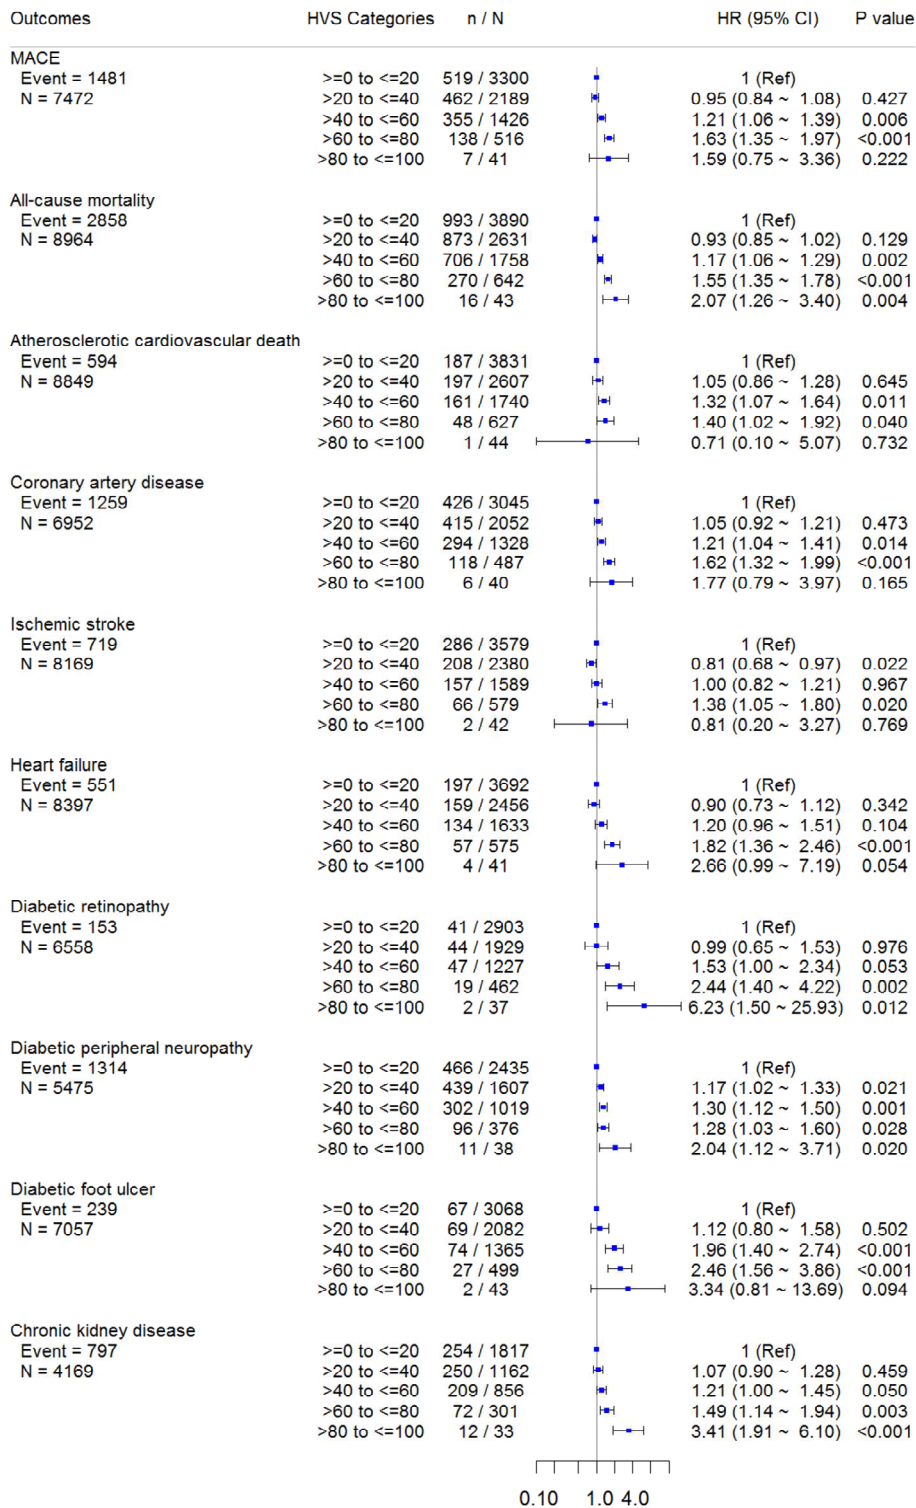 Outcomes HVS Categories n / N HR (95% CI) P value
MACE
Event = 1481 >=0 to <=20 519 / 3300 1 (Ref)
N = 7472 >20 to <=40 462 / 2189 0.95 (0.84 ~ 1.08) 0.427
>40 to <=60 355 / 1426 1.21 (1.06 ~ 1.39) 0.006
>60 to <=80 138 / 516 1.63 (1.35 ~ 1.97) <0.001
>80 to <=100 7 / 41 1.59 (0.75 ~ 3.36) 0.222
All-cause mortality
Event = 2858 >=0 to <=20 993 / 3890 1 (Ref)
N = 8964 >20 to <=40 873 / 2631 0.93 (0.85 ~ 1.02) 0.129
>40 to <=60 706 / 1758 1.17 (1.06 ~ 1.29) 0.002
>60 to <=80 270 / 642 1.55 (1.35 ~ 1.78) <0.001
>80 to <=100 16 / 43 2.07 (1.26 ~ 3.40) 0.004
Atherosclerotic cardiovascular death
Event = 594 >=0 to <=20 187 / 3831 1 (Ref)
N = 8849 >20 to <=40 197 / 2607 1.05 (0.86 ~ 1.28) 0.645
>40 to <=60 161 / 1740 1.32 (1.07 ~ 1.64) 0.011
>60 to <=80 48 / 627 1.40 (1.02 ~ 1.92) 0.040
>80 to <=100 1 / 44 0.71 (0.10 ~ 5.07) 0.732
Coronary artery disease
Event = 1259 >=0 to <=20 426 / 3045 1 (Ref)
N = 6952 >20 to <=40 415 / 2052 1.05 (0.92 ~ 1.21) 0.473
>40 to <=60 294 / 1328 1.21 (1.04 ~ 1.41) 0.014
>60 to <=80 118 / 487 1.62 (1.32 ~ 1.99) <0.001
>80 to <=100 6 / 40 1.77 (0.79 ~ 3.97) 0.165
Ischemic stroke
Event = 719 >=0 to <=20 286 / 3579 1 (Ref)
N = 8169 >20 to <=40 208 / 2380 0.81 (0.68 ~ 0.97) 0.022
>40 to <=60 157 / 1589 1.00 (0.82 ~ 1.21) 0.967
>60 to <=80 66 / 579 1.38 (1.05 ~ 1.80) 0.020
>80 to <=100 2 / 42 0.81 (0.20 ~ 3.27) 0.769
Heart failure
Event = 551 >=0 to <=20 197 / 3692 1 (Ref)
N = 8397 >20 to <=40 159 / 2456 0.90 (0.73 ~ 1.12) 0.342
>40 to <=60 134 / 1633 1.20 (0.96 ~ 1.51) 0.104
>60 to <=80 57 / 575 1.82 (1.36 ~ 2.46) <0.001
>80 to <=100 4 / 41 2.66 (0.99 ~ 7.19) 0.054
Diabetic retinopathy
Event = 153 >=0 to <=20 41 / 2903 1 (Ref)
N = 6558 >20 to <=40 44 / 1929 0.99 (0.65 ~ 1.53) 0.976
>40 to <=60 47 / 1227 1.53 (1.00 ~ 2.34) 0.053
>60 to <=80 19 / 462 2.44 (1.40 ~ 4.22) 0.002
>80 to <=100 2 / 37 6.23 (1.50 ~ 25.93) 0.012
Diabetic peripheral neuropathy
Event = 1314 >=0 to <=20 466 / 2435 1 (Ref)
N = 5475 >20 to <=40 439 / 1607 1.17 (1.02 ~ 1.33) 0.021
>40 to <=60 302 / 1019 1.30 (1.12 ~ 1.50) 0.001
>60 to <=80 96 / 376 1.28 (1.03 ~ 1.60) 0.028
>80 to <=100 11 / 38 2.04 (1.12 ~ 3.71) 0.020
Diabetic foot ulcer
Event = 239 >=0 to <=20 67 / 3068 1 (Ref)
N = 7057 >20 to <=40 69 / 2082 1.12 (0.80 ~ 1.58) 0.502
>40 to <=60 74 / 1365 1.96 (1.40 ~ 2.74) <0.001
>60 to <=80 27 / 499 2.46 (1.56 ~ 3.86) <0.001
>80 to <=100 2 / 43 3.34 (0.81 ~ 13.69) 0.094
Chronic kidney disease
Event = 797 >=0 to <=20 254 / 1817 1 (Ref)
N = 4169 >20 to <=40 250 / 1162 1.07 (0.90 ~ 1.28) 0.459
>40 to <=60 209 / 856 1.21 (1.00 ~ 1.45) 0.050
>60 to <=80 72 / 301 1.49 (1.14 ~ 1.94) 0.003
>80 to <=100 12 / 33 3.41 (1.91 ~ 6.10) <0.001
0.10 1.0 4.0